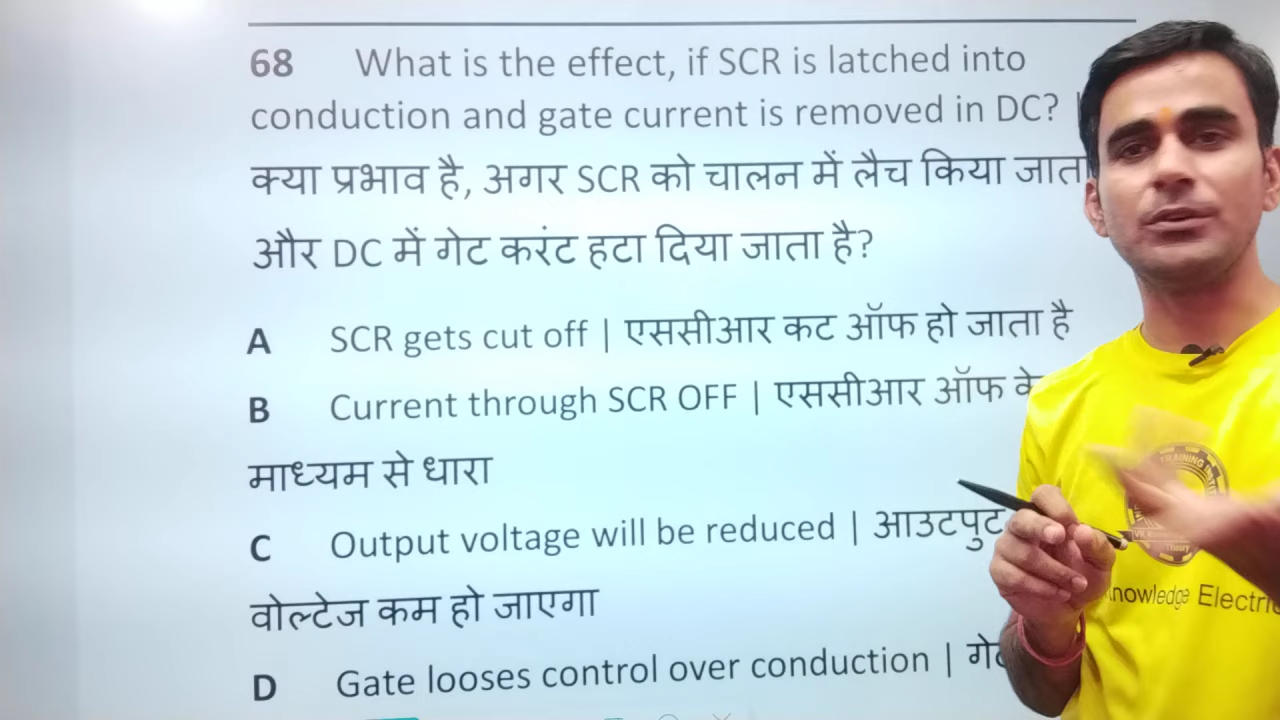 68 What is the effect, if SCR is latched into
conduction and gate current is removed in DC? |
क्या प्रभाव है, अगर SCR को चालन में लैच किया जाता
और DC में गेट करंट हटा दिया जाता है?
A SCR gets cut off | एससीआर कट ऑफ हो जाता है
B Current through SCR OFF | एससीआर ऑफ के
माध्यम से धारा
C Output voltage will be reduced | आउटपुट
वोल्टेज कम हो जाएगा
D Gate looses control over conduction |
TRAINING
Electric